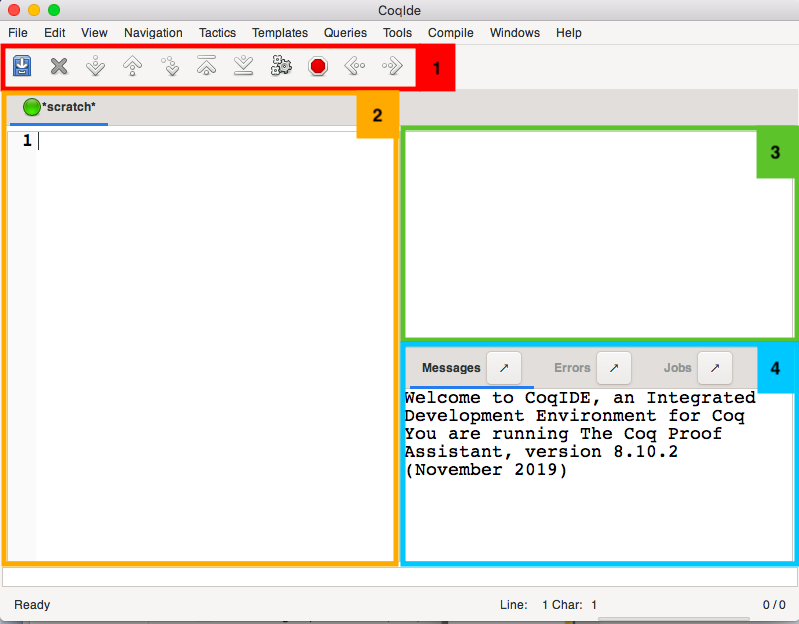 CoqIde
File Edit View Navigation Tactics Templates Queries Tools Compile Windows Help
1
*scratch*
2
1
3
Messages Errors Jobs
4
Welcome to CoqIDE, an Integrated
Development Environment for Coq
You are running The Coq Proof
Assistant, version 8.10.2
(November 2019)
Ready Line: 1 Char: 1 0 / 0